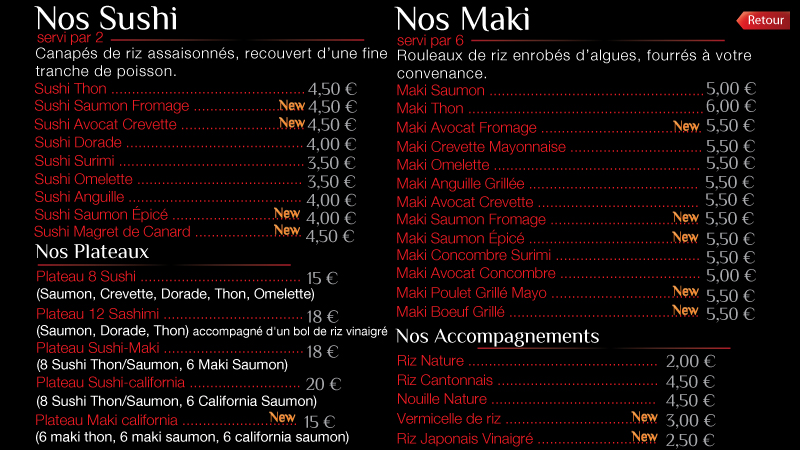 Nos Sushi
servi par 2
Canapés de riz assaisonnés, recouvert d'une fine
tranche de poisson.
Sushi Thon 4,50 €
Sushi Saumon Fromage New 4,50 €
Sushi Avocat Crevette New 4,50 €
Sushi Dorade 4,00 €
Sushi Surimi 3,50 €
Sushi Omelette 3,50 €
Sushi Anguille 4,00 €
Sushi Saumon Épicé New 4,00 €
Sushi Magret de Canard New 4,50 €
Nos Plateaux
Plateau 8 Sushi 15 €
(Saumon, Crevette, Dorade, Thon, Omelette)
Plateau 12 Sashimi 18 €
(Saumon, Dorade, Thon) accompagné d'un bol de riz vinaigré
Plateau Sushi-Maki 18 €
(8 Sushi Thon/Saumon, 6 Maki Saumon)
Plateau Sushi-california 20 €
(8 Sushi Thon/Saumon, 6 California Saumon)
Plateau Maki california New 15 €
(6 maki thon, 6 maki saumon, 6 california saumon)
Nos Maki
Retour
servi par 6
Rouleaux de riz enrobés d'algues, fourrés à votre
convenance.
Maki Saumon 5,00 €
Maki Thon 6,00 €
Maki Avocat Fromage New 5,50 €
Maki Crevette Mayonnaise 5,50 €
Maki Omelette 5,50 €
Maki Anguille Grillée 5,50 €
Maki Avocat Crevette 5,50 €
Maki Saumon Fromage New 5,50 €
Maki Saumon Épicé New 5,50 €
Maki Concombre Surimi 5,50 €
Maki Avocat Concombre 5,00 €
Maki Poulet Grillé Mayo New 5,50 €
Maki Boeuf Grillé New 5,50 €
Nos Accompagnements
Riz Nature 2,00 €
Riz Cantonnais 4,50 €
Nouille Nature 4,50 €
Vermicelle de riz New 3,00 €
Riz Japonais Vinaigré New 2,50 €